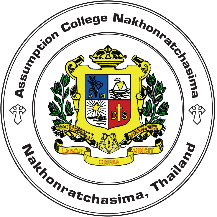 Assumption College Nakhonratchasima
Nakhonratchasima, Thailand